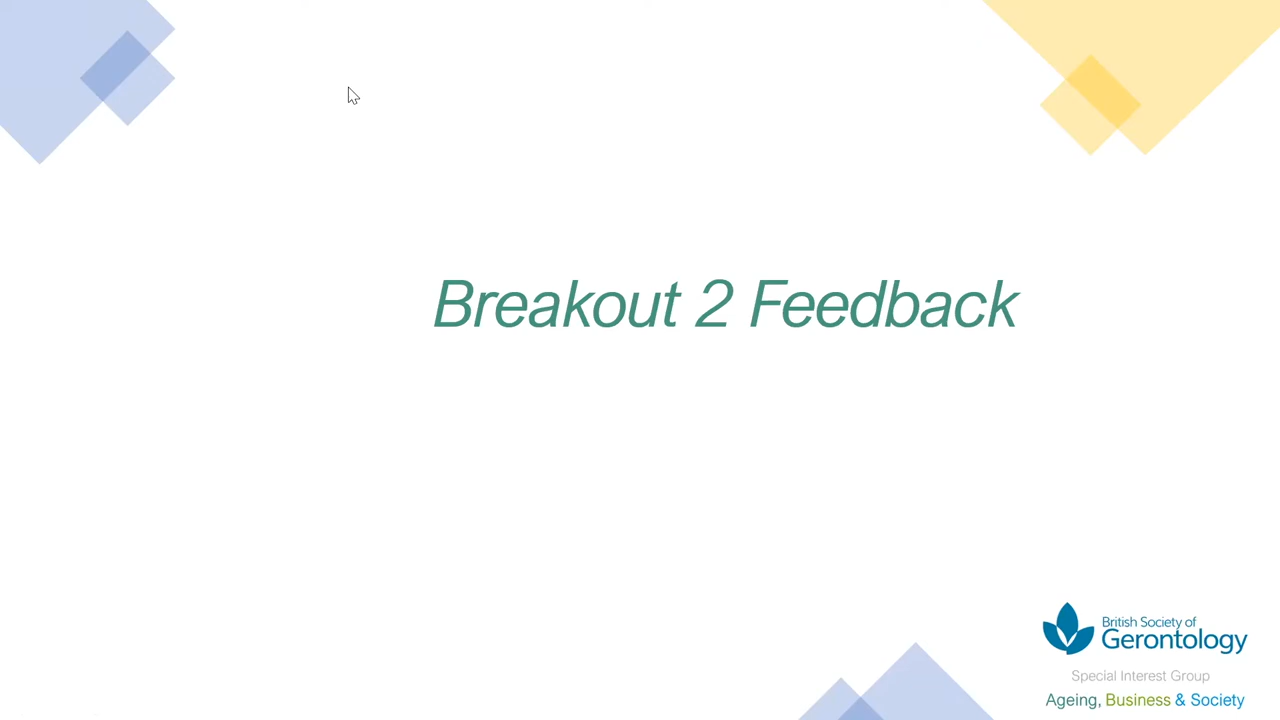 Breakout 2 Feedback
British Society of
Gerontology
Special Interest Group
Ageing, Business & Society